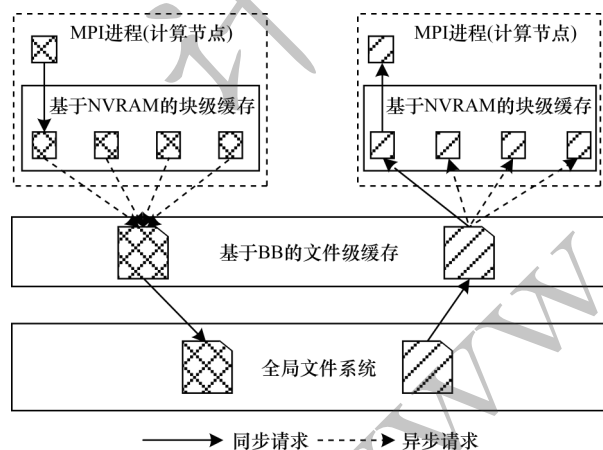 MPI进程(计算节点)
MPI进程(计算节点)
基于NVRAM的块级缓存
基于NVRAM的块级缓存
基于BB的文件级缓存
全局文件系统
同步请求
异步请求
www